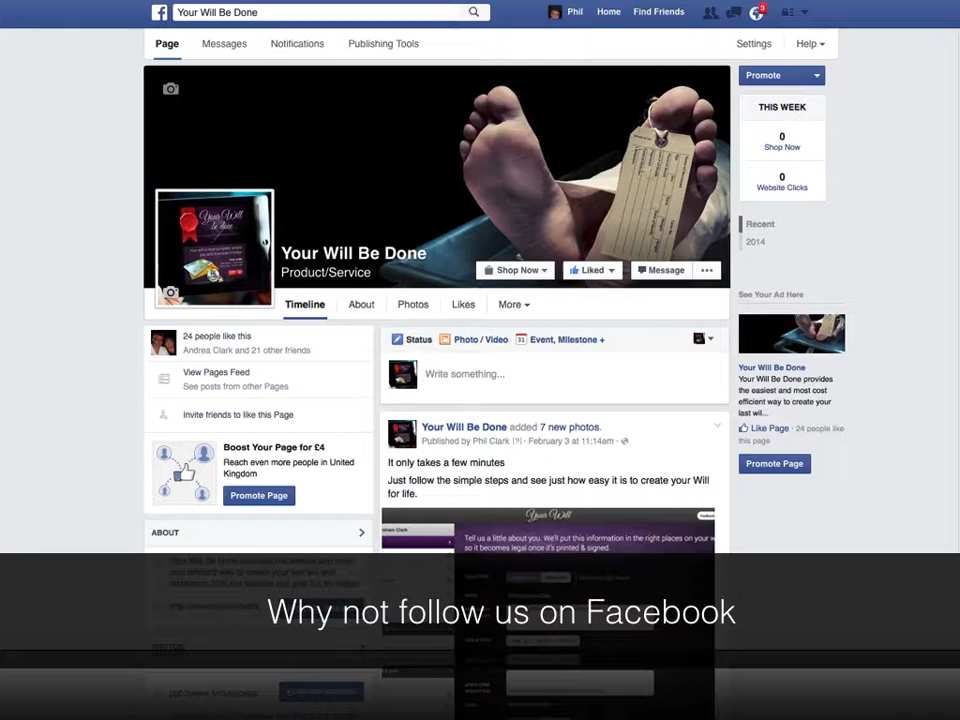 Your Will Be Done
Phil Home Find Friends
3
Page Messages Notifications Publishing Tools
Settings Help
Promote
THIS WEEK
0
Shop Now
0
Website Clicks
Recent
2014
Your Will
be done
Your Will Be Done
Product/Service
Shop Now Liked Message
Timeline About Photos Likes More
See Your Ad Here
24 people like this
Andrea Clark and 21 other friends
View Pages Feed
See posts from other Pages
Invite friends to like this Page
Boost Your Page for £4
Reach even more people in United
Kingdom
Promote Page
ABOUT
Status Photo / Video 31 Event, Milestone +
Write something...
Your Will Be Done added 7 new photos.
Published by Phil Clark [?] · February 3 at 11:14am ·
It only takes a few minutes
Just follow the simple steps and see just how easy it is to create your Will
for life.
Your Will
Tell us a little about you. We'll put this information in the right places on your w
so it becomes legal once it's printed & signed.
Your Will Be Done
Your Will Be Done provides
the easiest and most cost
efficient way to create your
last wil...
Like Page · 24 people like
this page
Promote Page
Why not follow us on Facebook